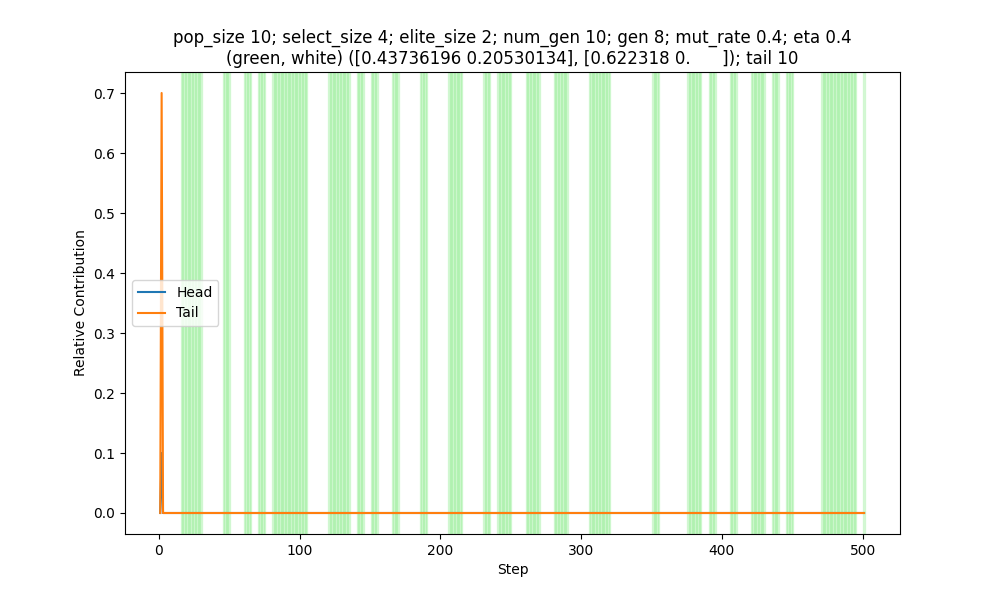 pop_size 10; select_size 4; elite_size 2; num_gen 10; gen 8; mut_rate 0.4; eta 0.4
(green, white) ([0.43736196 0.20530134], [0.622318 0.      ]); tail 10
0.7
0.6
0.5
0.4
0.3
0.2
0.1
0.0
Relative Contribution
Head
Tail
0
100
200
300
400
500
Step